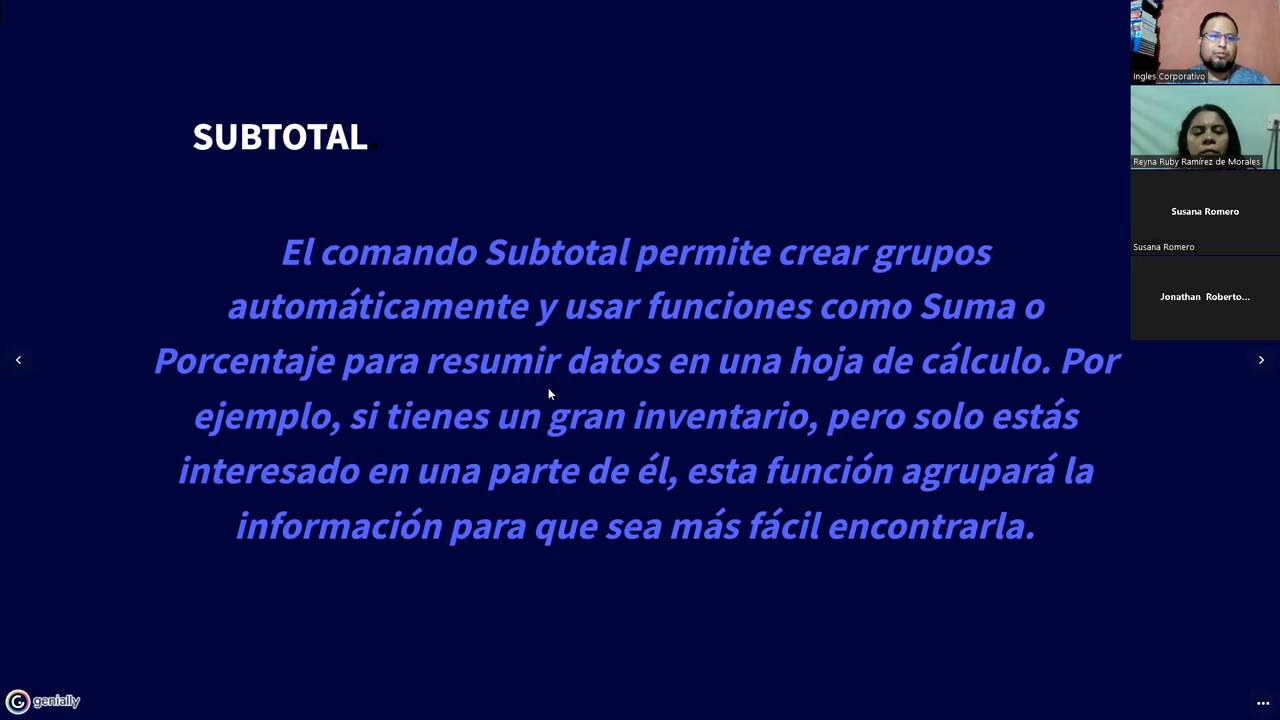 SUBTOTAL.
El comando Subtotal permite crear grupos
automáticamente y usar funciones como Suma o
Porcentaje para resumir datos en una hoja de cálculo. Por
ejemplo, si tienes un gran inventario, pero solo estás
interesado en una parte de él, esta función agrupará la
información para que sea más fácil encontrarla.
Ingles Corporativo
Reyna Ruby Ramírez de Morales
Susana Romero
Susana Romero
Jonathan Roberto...
genially